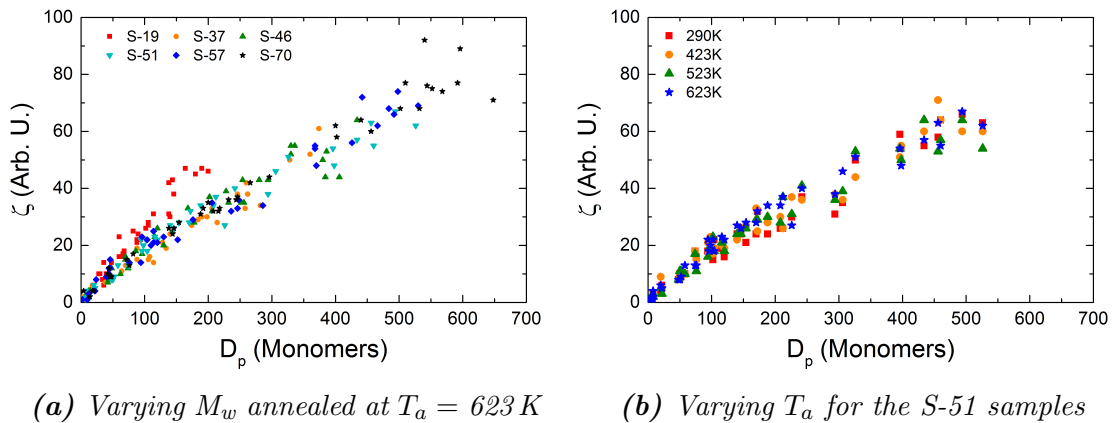 100
80
60
40
20
0
ζ (Arb. U.)
S-19 S-37 S-46
S-51 S-57 S-70
0 100 200 300 400 500 600 700
D_p (Monomers)
(a) Varying M_w annealed at T_a = 623 K
100
80
60
40
20
0
ζ (Arb. U.)
290K
423K
523K
623K
0 100 200 300 400 500 600 700
D_p (Monomers)
(b) Varying T_a for the S-51 samples